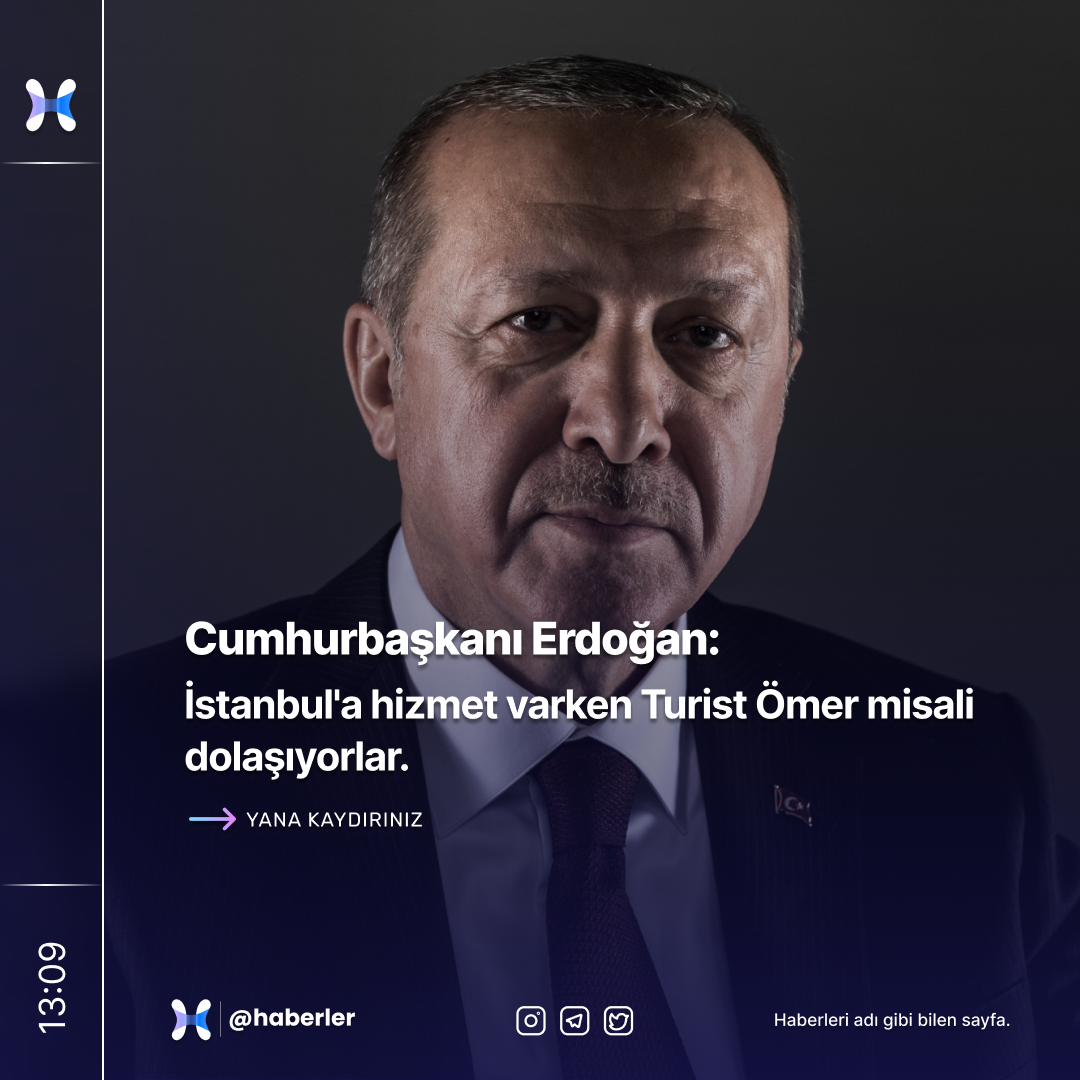 Cumhurbaşkanı Erdoğan:
İstanbul'a hizmet varken Turist Ömer misali
dolaşıyorlar.
YANA KAYDIRINIZ
13:09
@haberler
Haberleri adı gibi bilen sayfa.